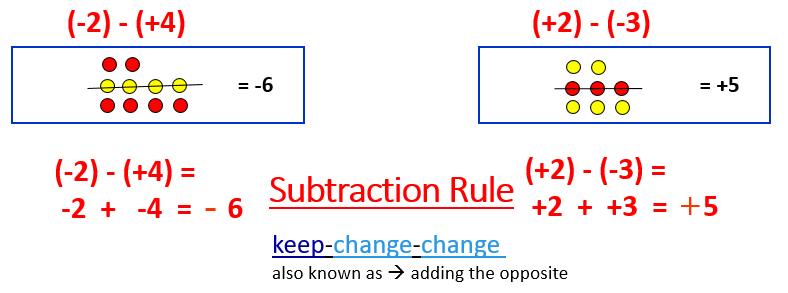 (-2) - (+4)
= -6
(-2) - (+4) =
-2 + -4 = - 6
(+2) - (-3)
= +5
(+2) - (-3) =
+2 + +3 = +5
Subtraction Rule
keep-change-change
also known as → adding the opposite